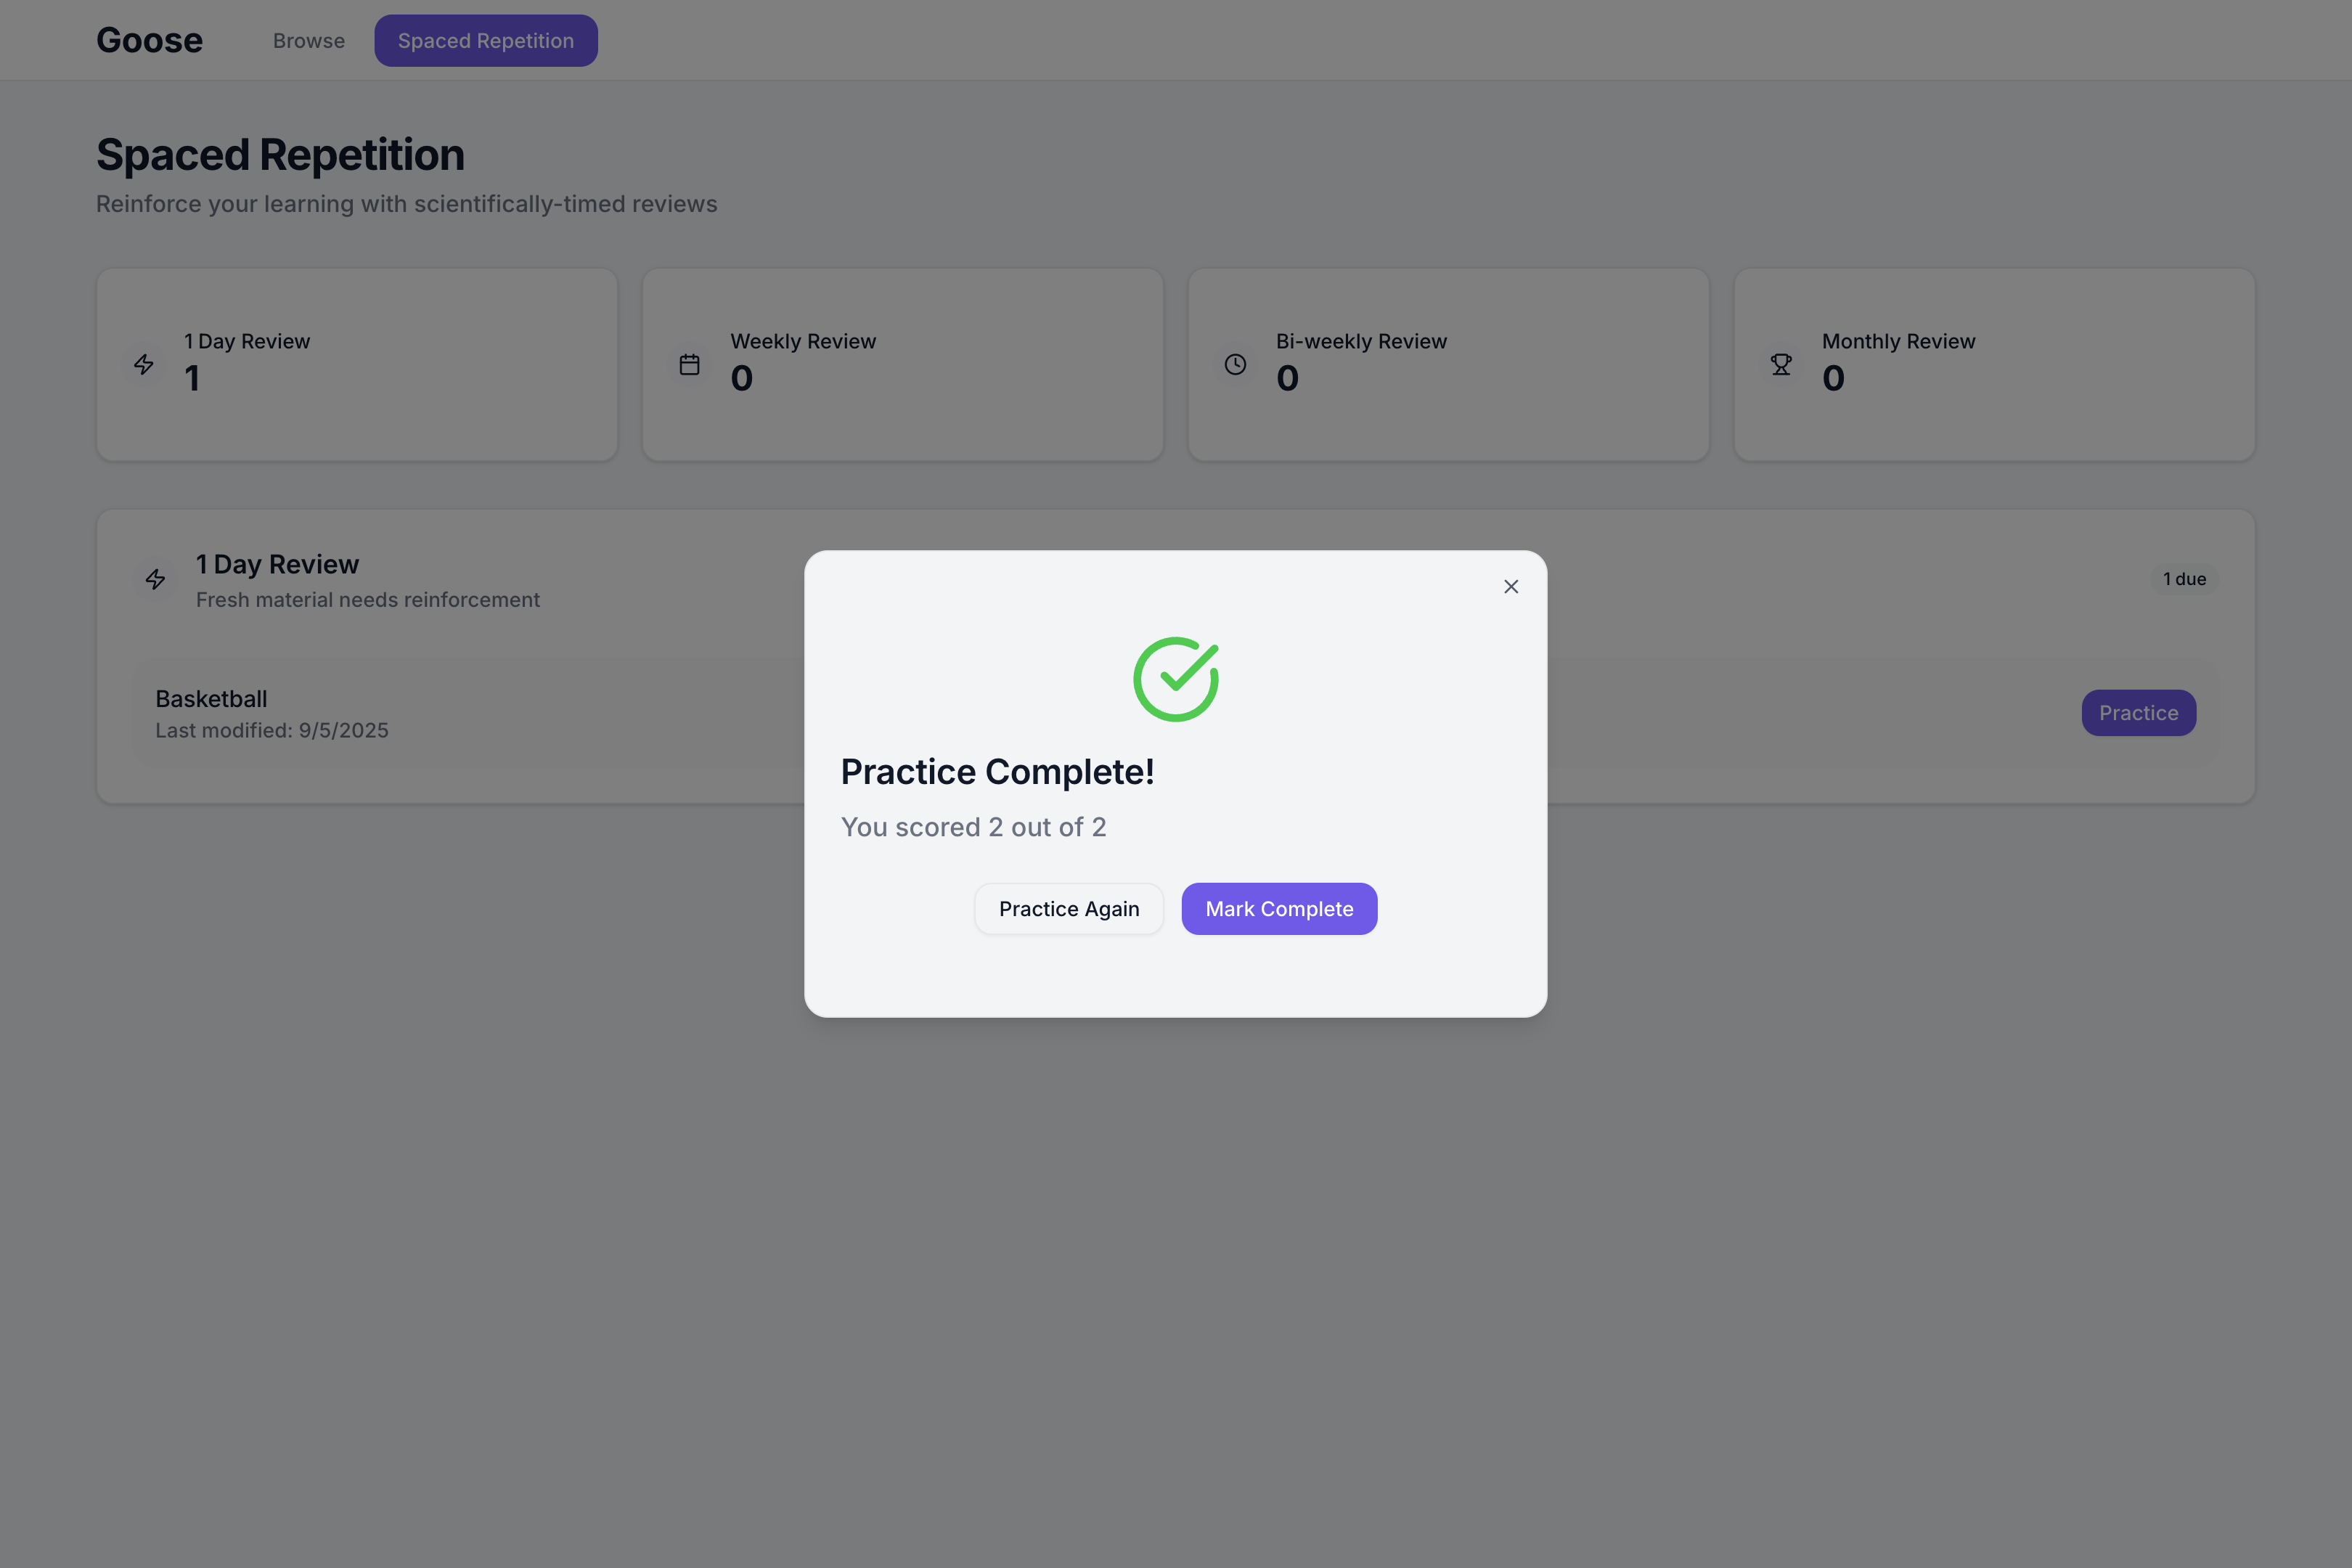 Goose
Browse
Spaced Repetition
Spaced Repetition
Reinforce your learning with scientifically-timed reviews
1 Day Review
1
Weekly Review
0
Bi-weekly Review
0
Monthly Review
0
1 Day Review
Fresh material needs reinforcement
1 due
Basketball
Last modified: 9/5/2025
Practice
Practice Complete!
You scored 2 out of 2
Practice Again
Mark Complete